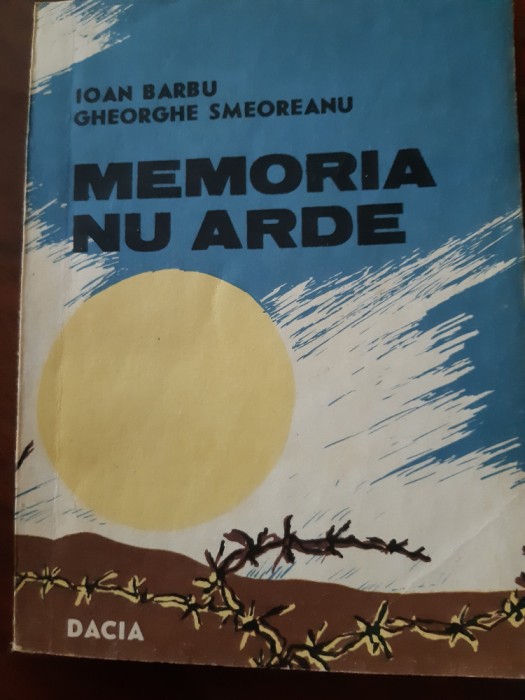 IOAN BARBU
GHEORGHE SMEOREANU
MEMORIA
NU ARDE
DACIA